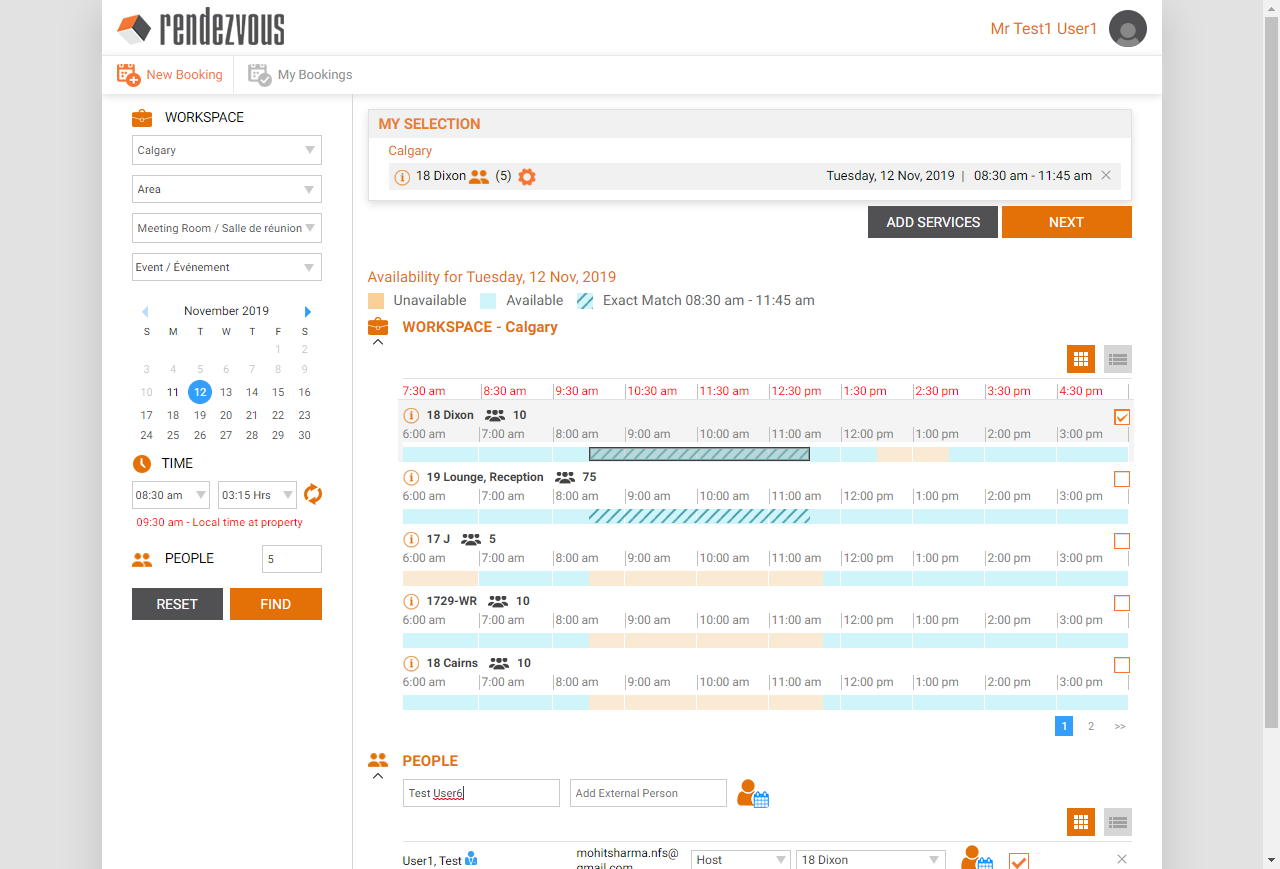 rendezvous
Mr Test1 User1
New Booking My Bookings
WORKSPACE
Calgary
Area
Meeting Room / Salle de réunion
Event / Événement
November 2019
S M T W T F S
1 2
3 4 5 6 7 8 9
10 11 12 13 14 15 16
17 18 19 20 21 22 23
24 25 26 27 28 29 30
TIME
08:30 am 03:15 Hrs
09:30 am - Local time at property
PEOPLE 5
RESET FIND
MY SELECTION
Calgary
18 Dixon (5) Tuesday, 12 Nov, 2019 | 08:30 am - 11:45 am
ADD SERVICES NEXT
Availability for Tuesday, 12 Nov, 2019
Unavailable Available Exact Match 08:30 am - 11:45 am
WORKSPACE - Calgary
7:30 am 8:30 am 9:30 am 10:30 am 11:30 am 12:30 pm 1:30 pm 2:30 pm 3:30 pm 4:30 pm
18 Dixon 10
6:00 am 7:00 am 8:00 am 9:00 am 10:00 am 11:00 am 12:00 pm 1:00 pm 2:00 pm 3:00 pm
19 Lounge, Reception 75
6:00 am 7:00 am 8:00 am 9:00 am 10:00 am 11:00 am 12:00 pm 1:00 pm 2:00 pm 3:00 pm
17 J 5
6:00 am 7:00 am 8:00 am 9:00 am 10:00 am 11:00 am 12:00 pm 1:00 pm 2:00 pm 3:00 pm
1729-WR 10
6:00 am 7:00 am 8:00 am 9:00 am 10:00 am 11:00 am 12:00 pm 1:00 pm 2:00 pm 3:00 pm
18 Cairns 10
6:00 am 7:00 am 8:00 am 9:00 am 10:00 am 11:00 am 12:00 pm 1:00 pm 2:00 pm 3:00 pm
1 2 >>
PEOPLE
Test User6 Add External Person
User1, Test mohitsharma.nfs@ Host 18 Dixon
gmail.com